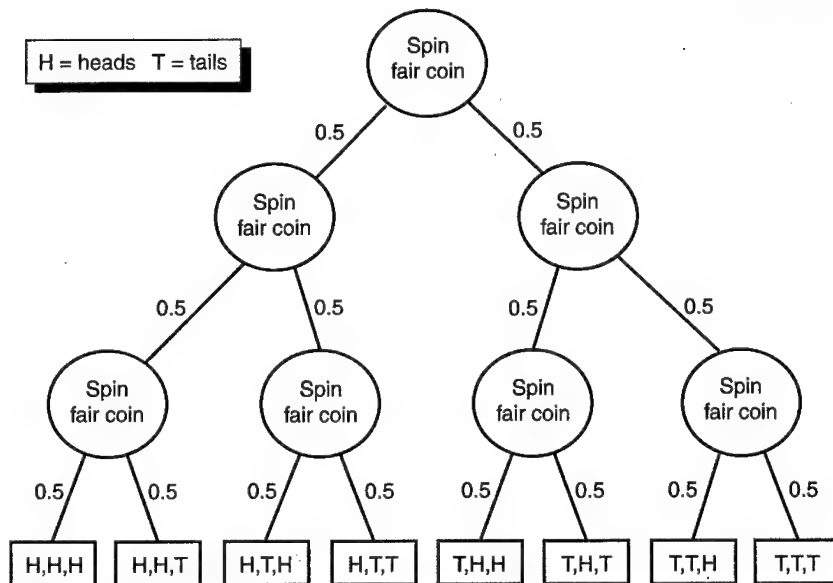 Spin
fair coin
H = heads T = tails
0.5 0.5
Spin
fair coin
Spin
fair coin
0.5 0.5 0.5 0.5
Spin
fair coin
Spin
fair coin
Spin
fair coin
Spin
fair coin
0.5 0.5 0.5 0.5 0.5 0.5 0.5 0.5
H,H,H H,H,T H,T,H H,T,T T,H,H T,H,T T,T,H T,T,T